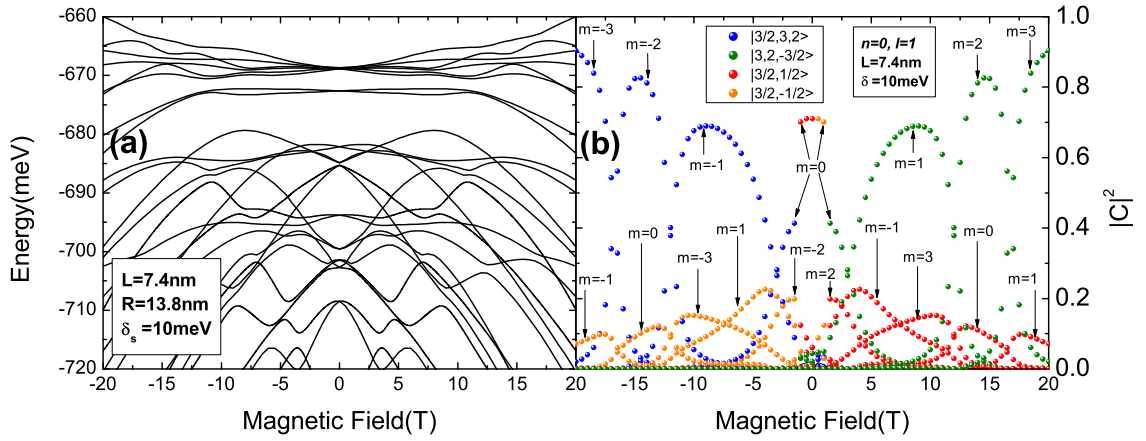 -660
-670
-680
-690
-700
-710
-720
Energy(meV)
(a)
L=7.4nm
R=13.8nm
δs =10meV
-20 -15 -10 -5 0 5 10 15 20
Magnetic Field(T)
|3/2,3,2>
|3,2,-3/2>
|3/2,1/2>
|3/2,-1/2>
n=0, l=1
L=7.4nm
δ =10meV
m=-3
m=-2
m=2
m=3
(b)
m=-1
m=0
m=1
m=0
m=1
m=-2
m=-1
m=0
m=-3
m=-1
m=2
m=3
m=1
1.0
0.8
0.6
0.4
0.2
0.0
|C|²
-20 -15 -10 -5 0 5 10 15 20
Magnetic Field(T)